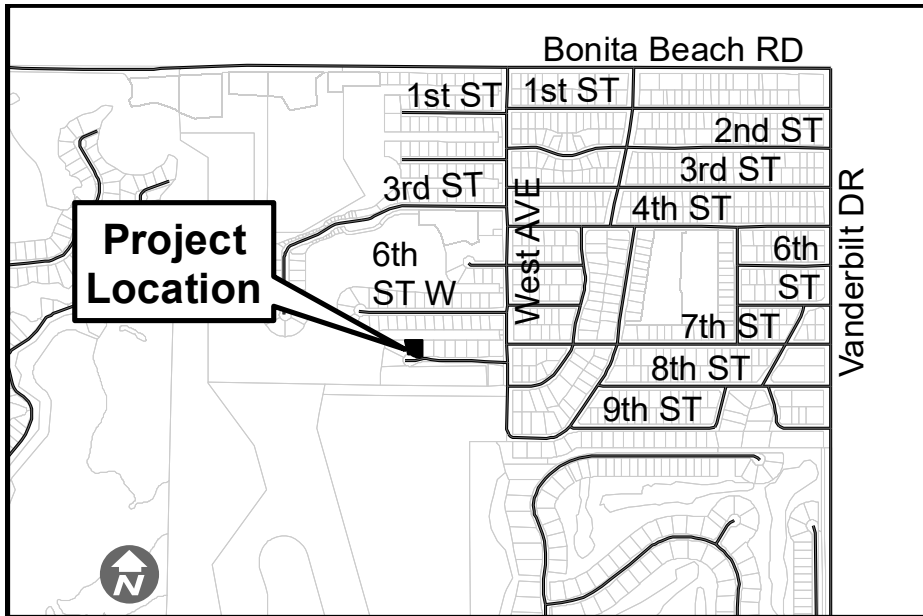 Bonita Beach RD
1st ST
1st ST
2nd ST
3rd ST
3rd ST
4th ST
West AVE
Vanderbilt DR
Project
Location
6th
ST W
6th
ST
7th ST
8th ST
9th ST
N